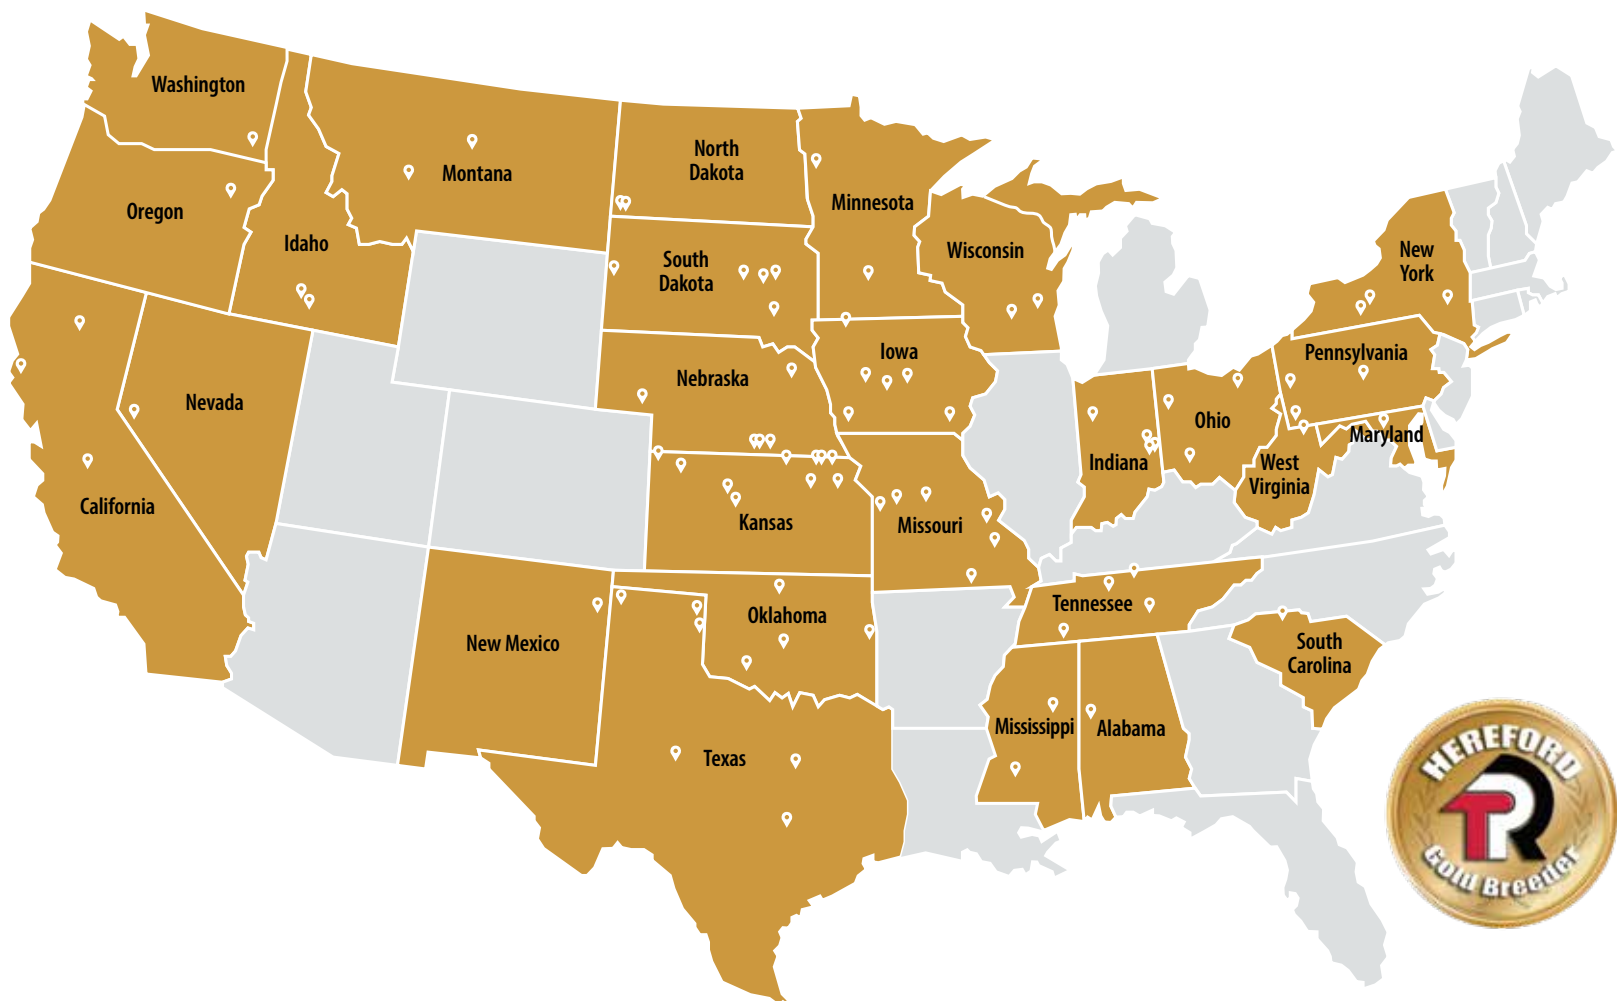 Washington
Montana
North
Dakota
Minnesota
Oregon
Idaho
South
Dakota
Wisconsin
New
York
Iowa
Pennsylvania
Nebraska
Nevada
Ohio
Maryland
Indiana
West
Virginia
California
Kansas
Missouri
Tennessee
Oklahoma
New Mexico
South
Carolina
Mississippi
Alabama
Texas
HEREFORD
TPR
Gold Breeder